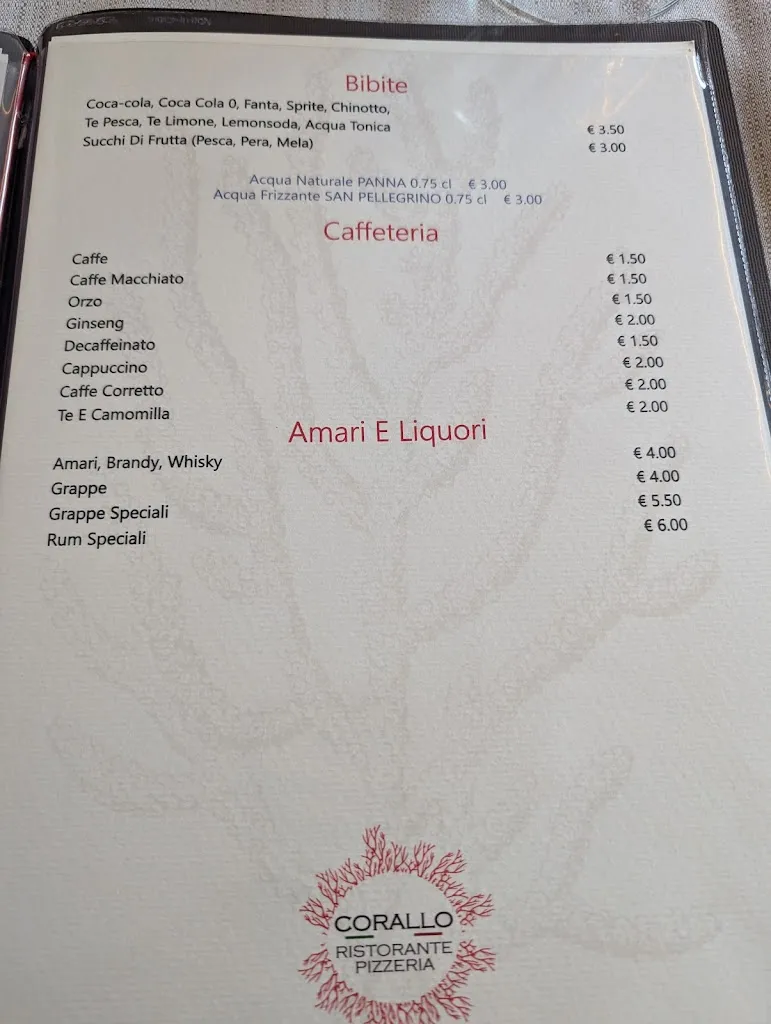 Bibite
Coca-cola, Coca Cola 0, Fanta, Sprite, Chinotto,
Te Pesca, Te Limone, Lemonsoda, Acqua Tonica € 3.50
Succhi Di Frutta (Pesca, Pera, Mela) € 3.00
Acqua Naturale PANNA 0.75 cl € 3.00
Acqua Frizzante SAN PELLEGRINO 0.75 cl € 3.00
Caffeteria
Caffe € 1.50
Caffe Macchiato € 1.50
Orzo € 1.50
Ginseng € 2.00
Decaffeinato € 1.50
Cappuccino € 2.00
Caffe Corretto € 2.00
Te E Camomilla € 2.00
Amari E Liquori
Amari, Brandy, Whisky € 4.00
Grappe € 4.00
Grappe Speciali € 5.50
Rum Speciali € 6.00
CORALLO
RISTORANTE
PIZZERIA